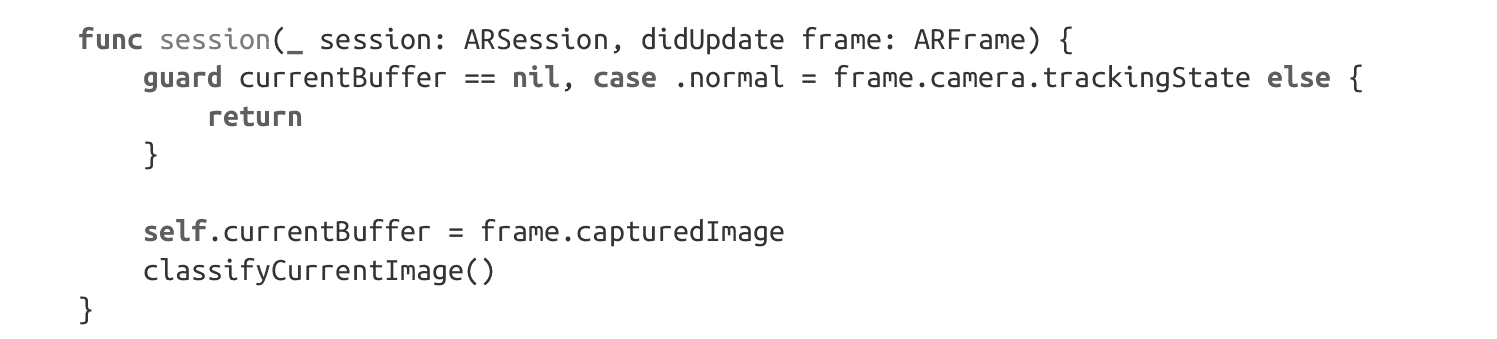 func session(_ session: ARSession, didUpdate frame: ARFrame) {
    guard currentBuffer == nil, case .normal = frame.camera.trackingState else {
        return
    }

    self.currentBuffer = frame.capturedImage
    classifyCurrentImage()
}